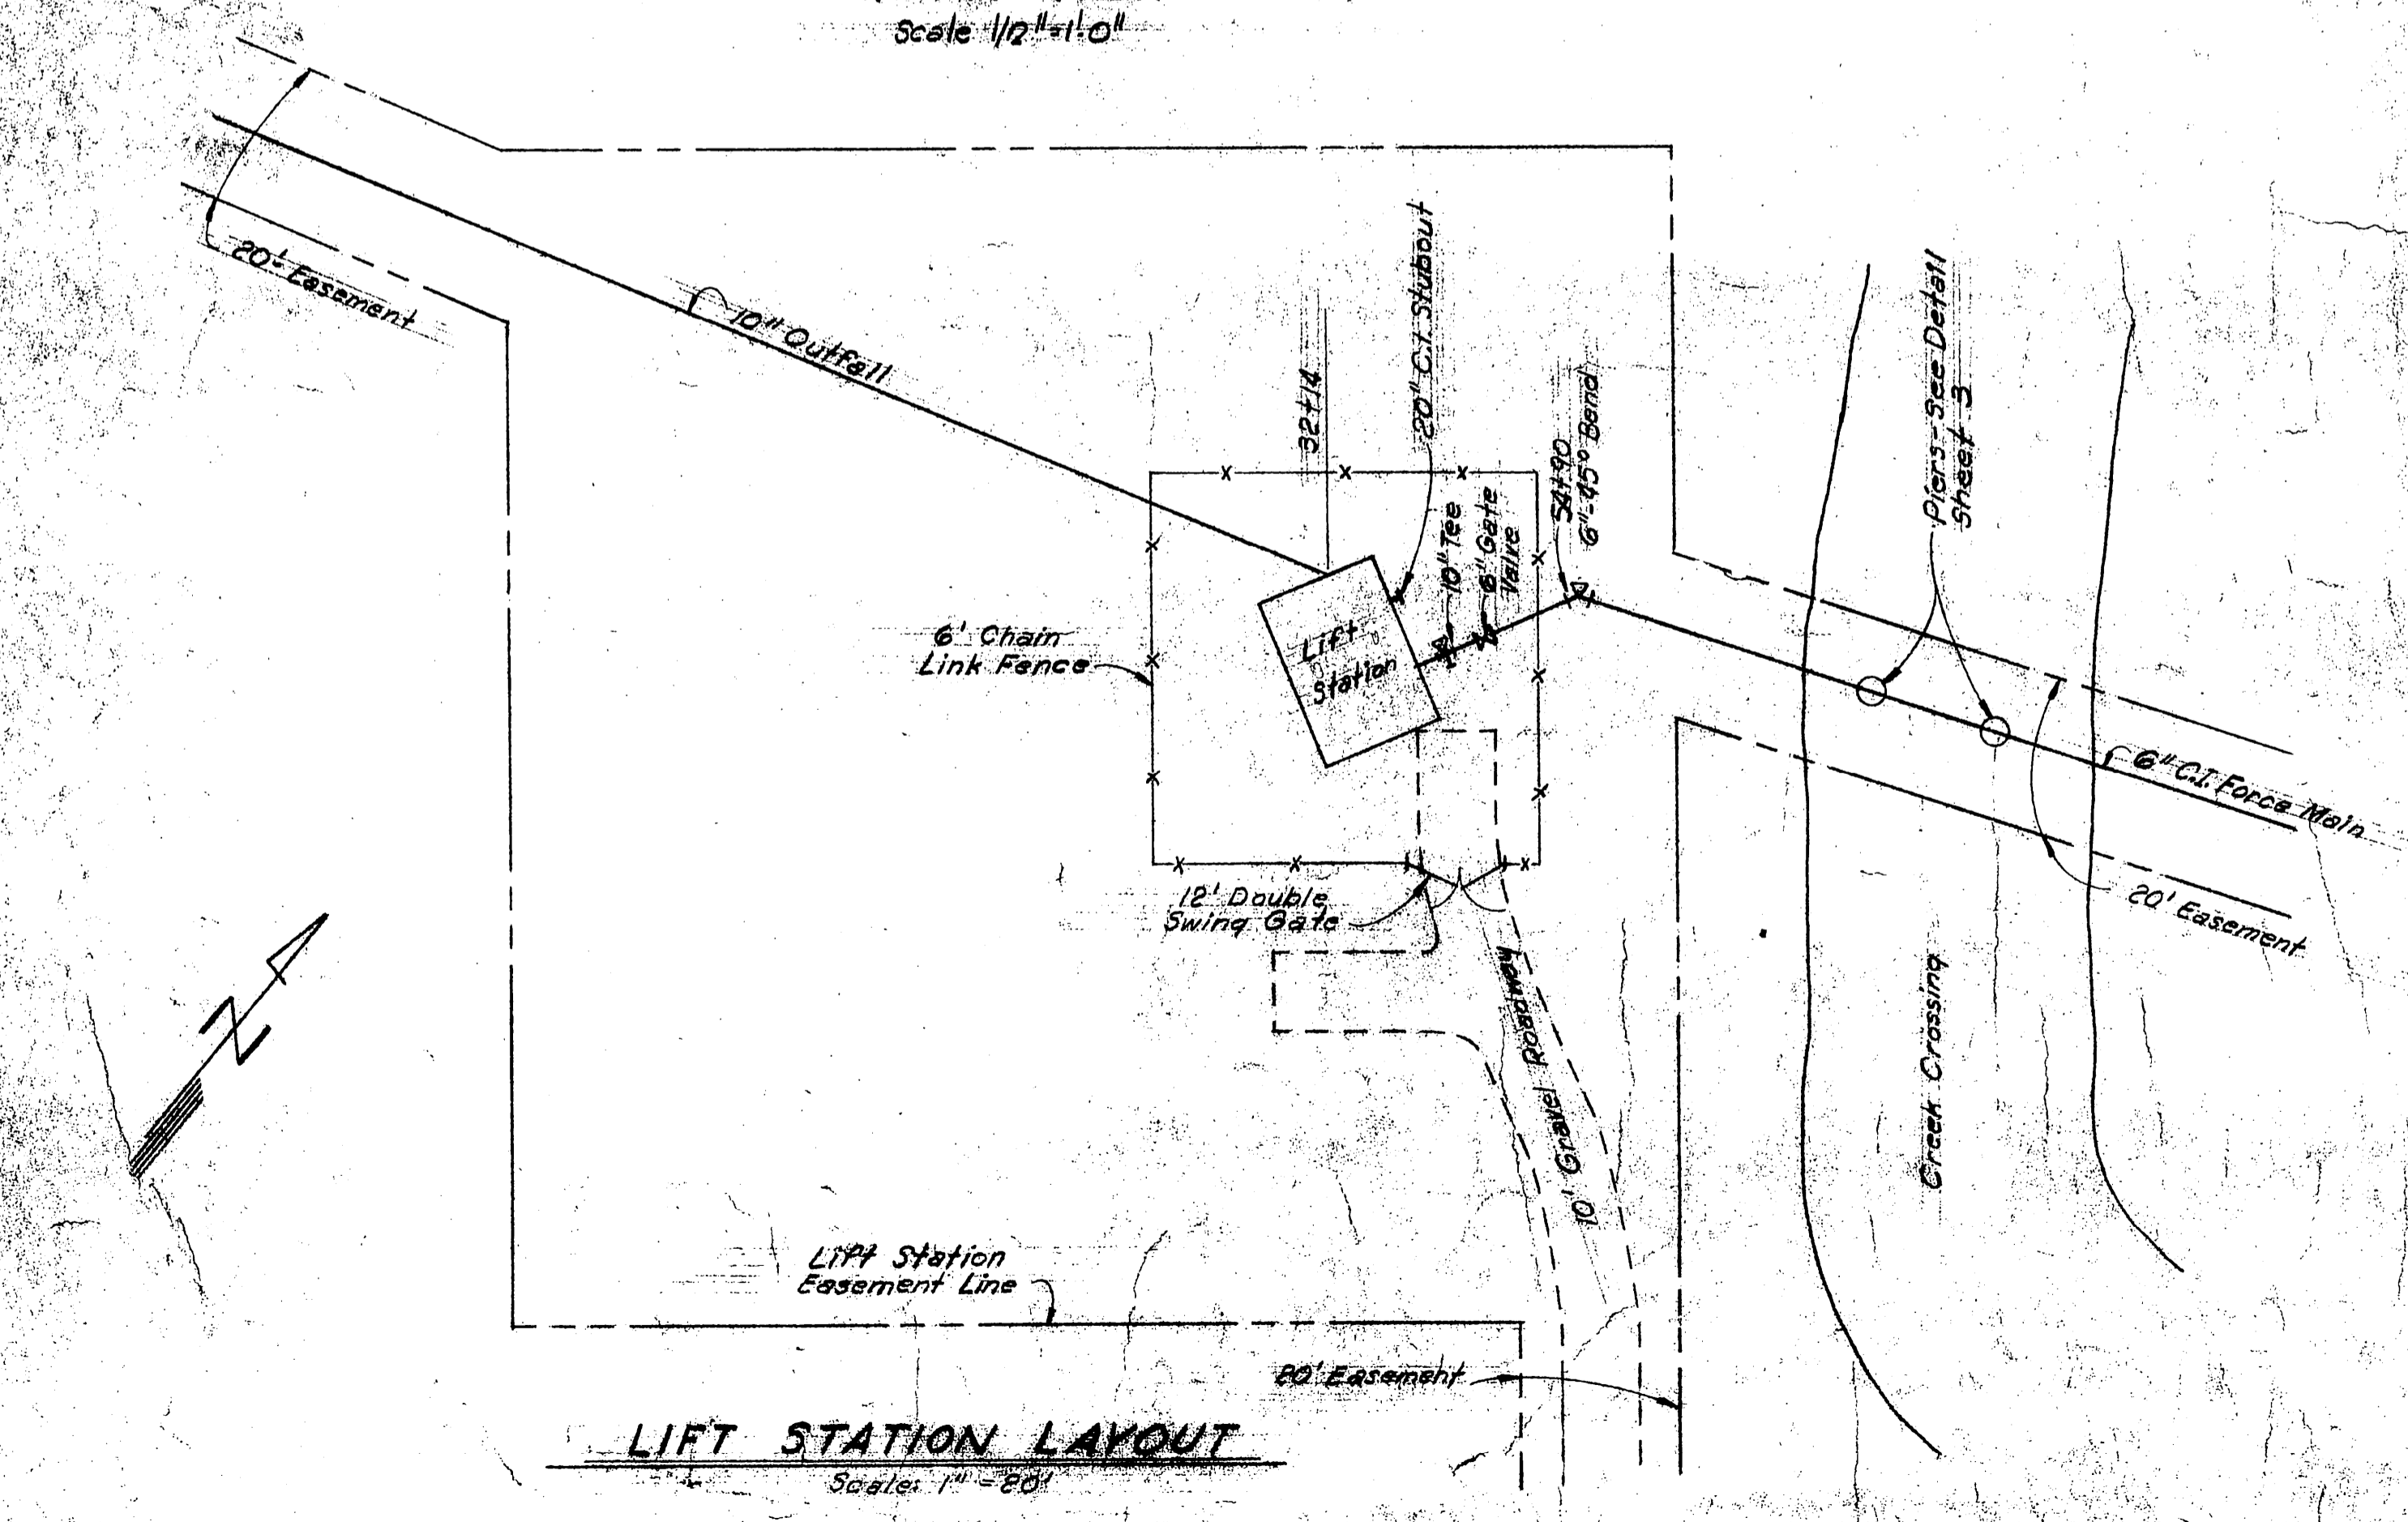 Scale 1/12"=1'-0"
20' Easement
10" Outfall
32+14
20" C.I. Stubout
10" Tee
6" Gate
Valve
54+90
6"-45° Bend
Piers-See Detail
Sheet 3
6' Chain
Link Fence
Lift
Station
6" C.I. Force Main
20' Easement
12' Double
Swing Gate
10' Gravel Roadway
Creek Crossing
N
Lift Station
Easement Line
20' Easement
LIFT STATION LAYOUT
Scale: 1" = 20'